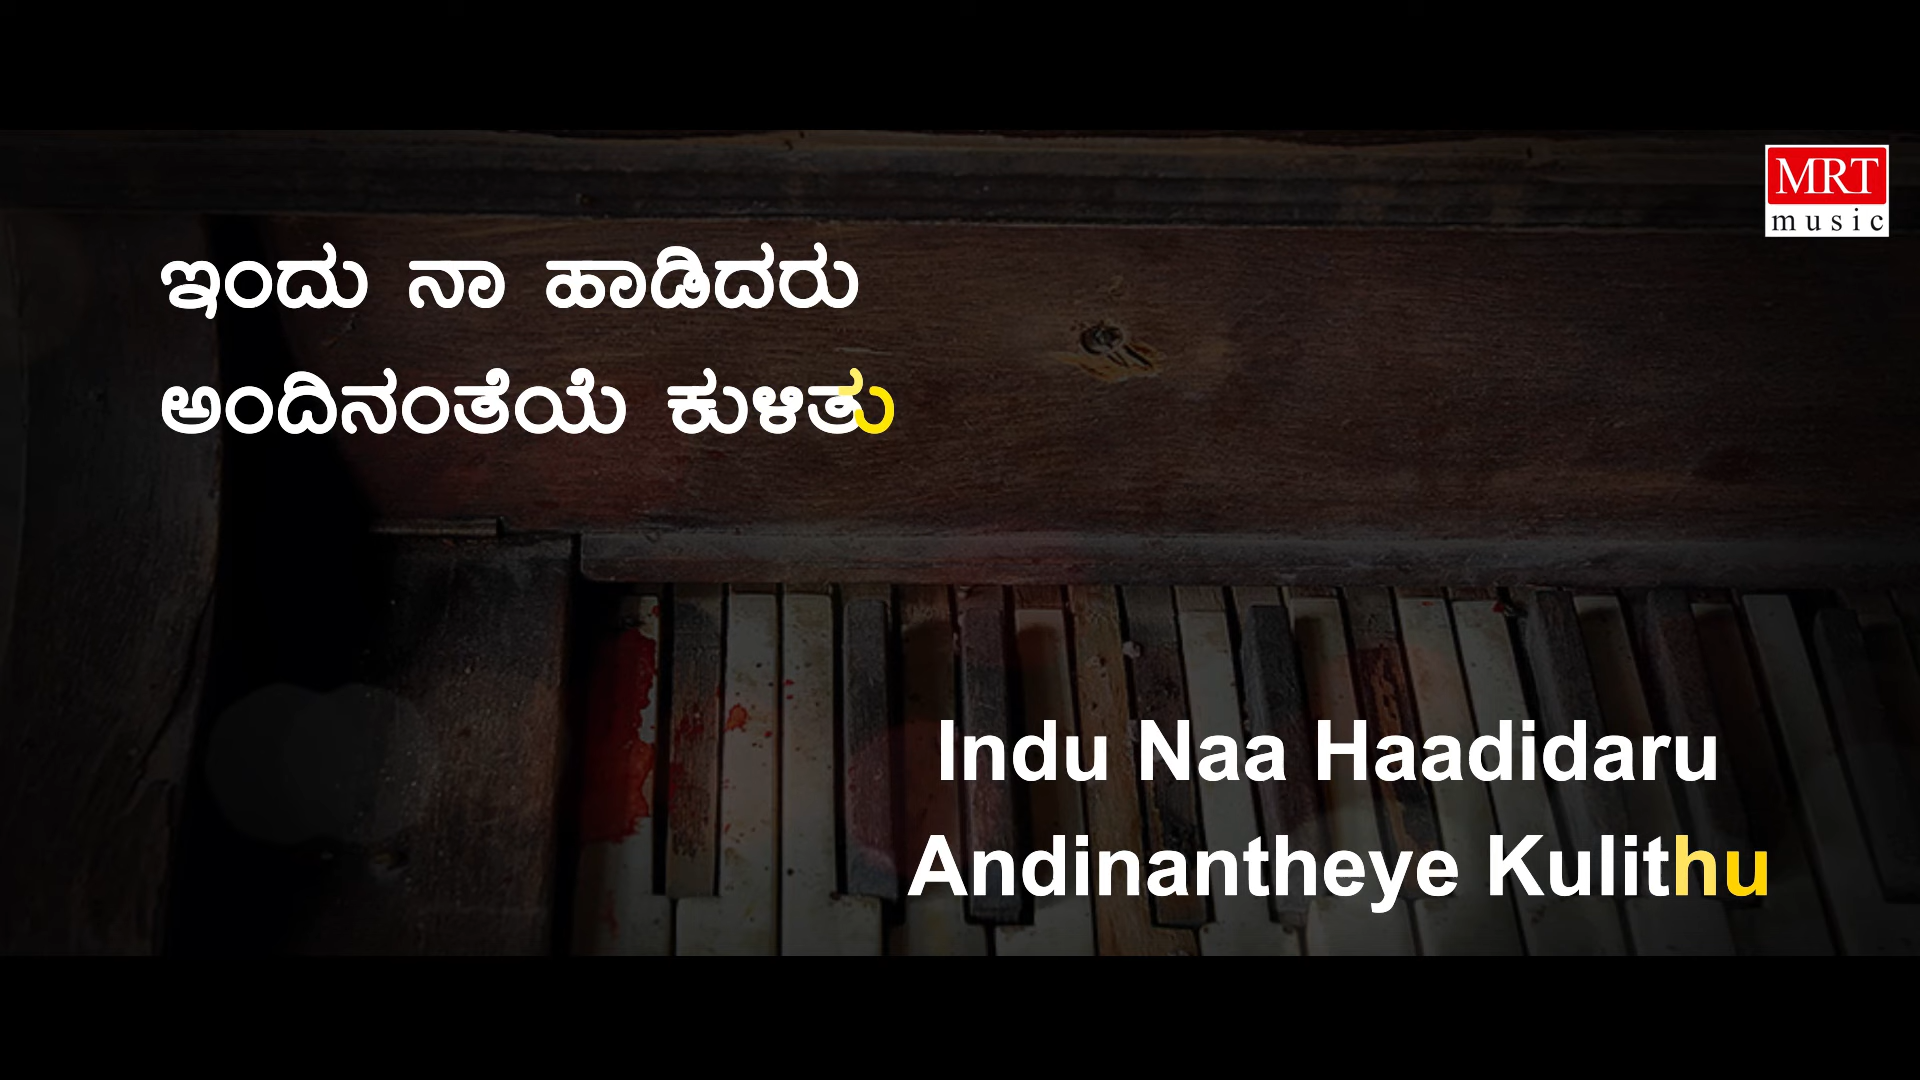 MRT
music
ಇಂದು ನಾ ಹಾಡಿದರು
ಅಂದಿನಂತೆಯೆ ಕುಳಿತು
Indu Naa Haadidaru
Andinantheye Kulithu